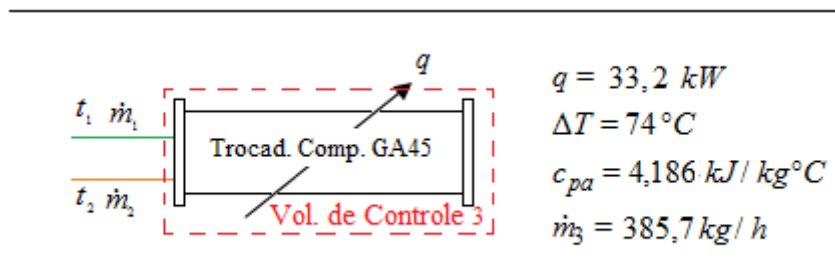 q
t₁ ṁ₁
Trocad. Comp. GA45
t₂ ṁ₂
Vol. de Controle 3
q = 33,2 kW
ΔT = 74°C
c_pa = 4,186 kJ / kg°C
ṁ₃ = 385,7 kg / h